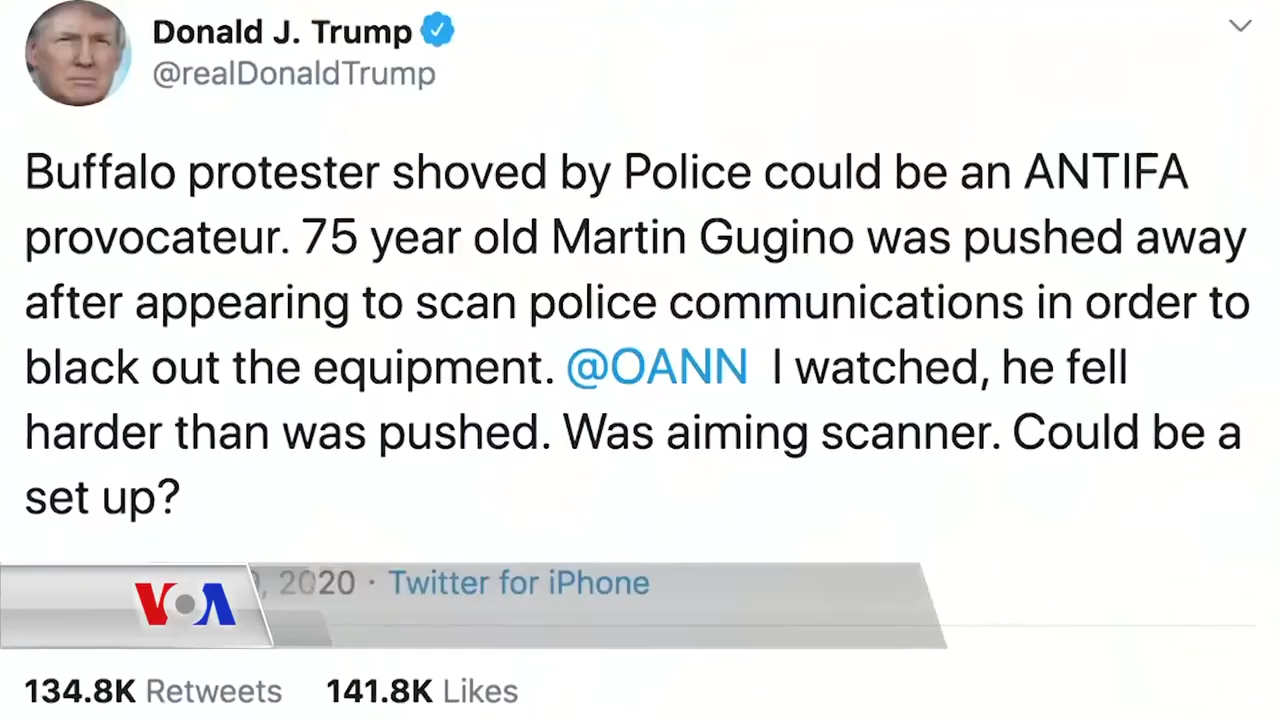 Donald J. Trump
@realDonaldTrump
Buffalo protester shoved by Police could be an ANTIFA
provocateur. 75 year old Martin Gugino was pushed away
after appearing to scan police communications in order to
black out the equipment. @OANN I watched, he fell
harder than was pushed. Was aiming scanner. Could be a
set up?
, 2020 · Twitter for iPhone
VOA
134.8K Retweets 141.8K Likes